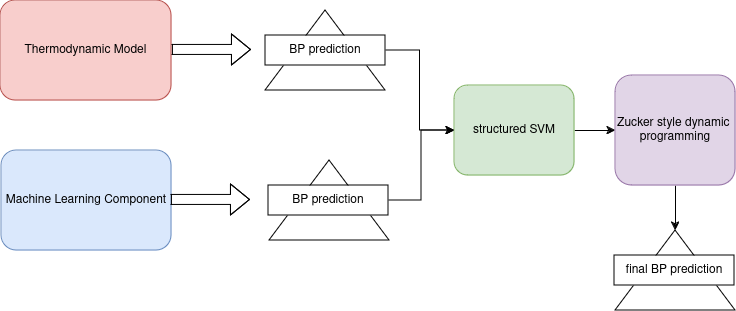 Thermodynamic Model
BP prediction
Machine Learning Component
BP prediction
structured SVM
Zucker style dynamic
programming
final BP prediction